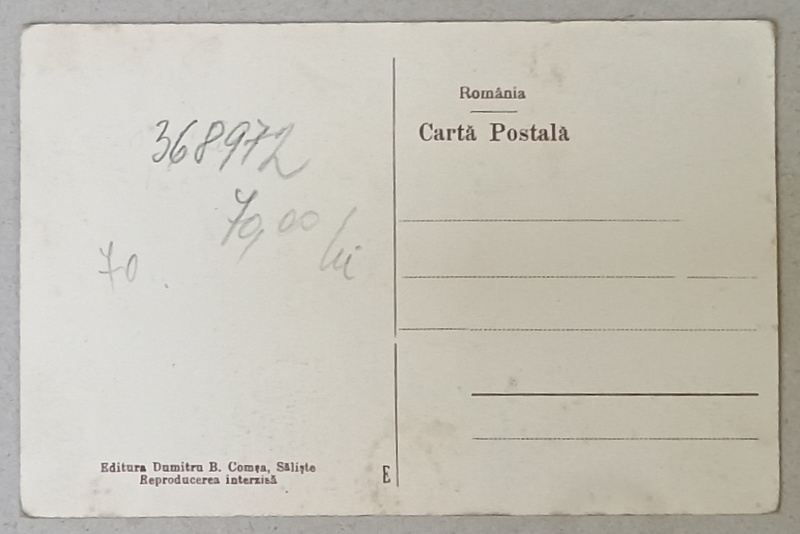 368972
70,00
lei
70.
Editura Dumitru B. Comșa, Săliște
Reproducerea interzisă
E
România
Cartă Postală